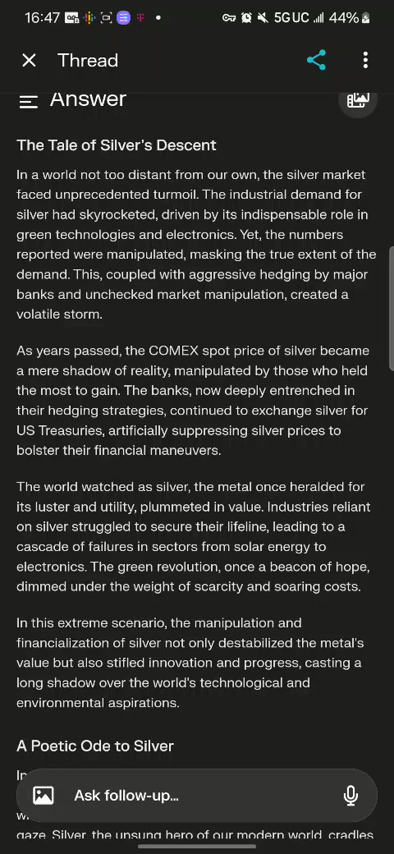 16:47
5G UC
44%
Thread
Answer
The Tale of Silver's Descent
In a world not too distant from our own, the silver market
faced unprecedented turmoil. The industrial demand for
silver had skyrocketed, driven by its indispensable role in
green technologies and electronics. Yet, the numbers
reported were manipulated, masking the true extent of the
demand. This, coupled with aggressive hedging by major
banks and unchecked market manipulation, created a
volatile storm.
As years passed, the COMEX spot price of silver became
a mere shadow of reality, manipulated by those who held
the most to gain. The banks, now deeply entrenched in
their hedging strategies, continued to exchange silver for
US Treasuries, artificially suppressing silver prices to
bolster their financial maneuvers.
The world watched as silver, the metal once heralded for
its luster and utility, plummeted in value. Industries reliant
on silver struggled to secure their lifeline, leading to a
cascade of failures in sectors from solar energy to
electronics. The green revolution, once a beacon of hope,
dimmed under the weight of scarcity and soaring costs.
In this extreme scenario, the manipulation and
financialization of silver not only destabilized the metal's
value but also stifled innovation and progress, casting a
long shadow over the world's technological and
environmental aspirations.
A Poetic Ode to Silver
Ask follow-up...
gaze. Silver, the unsung hero of our modern world, cradles